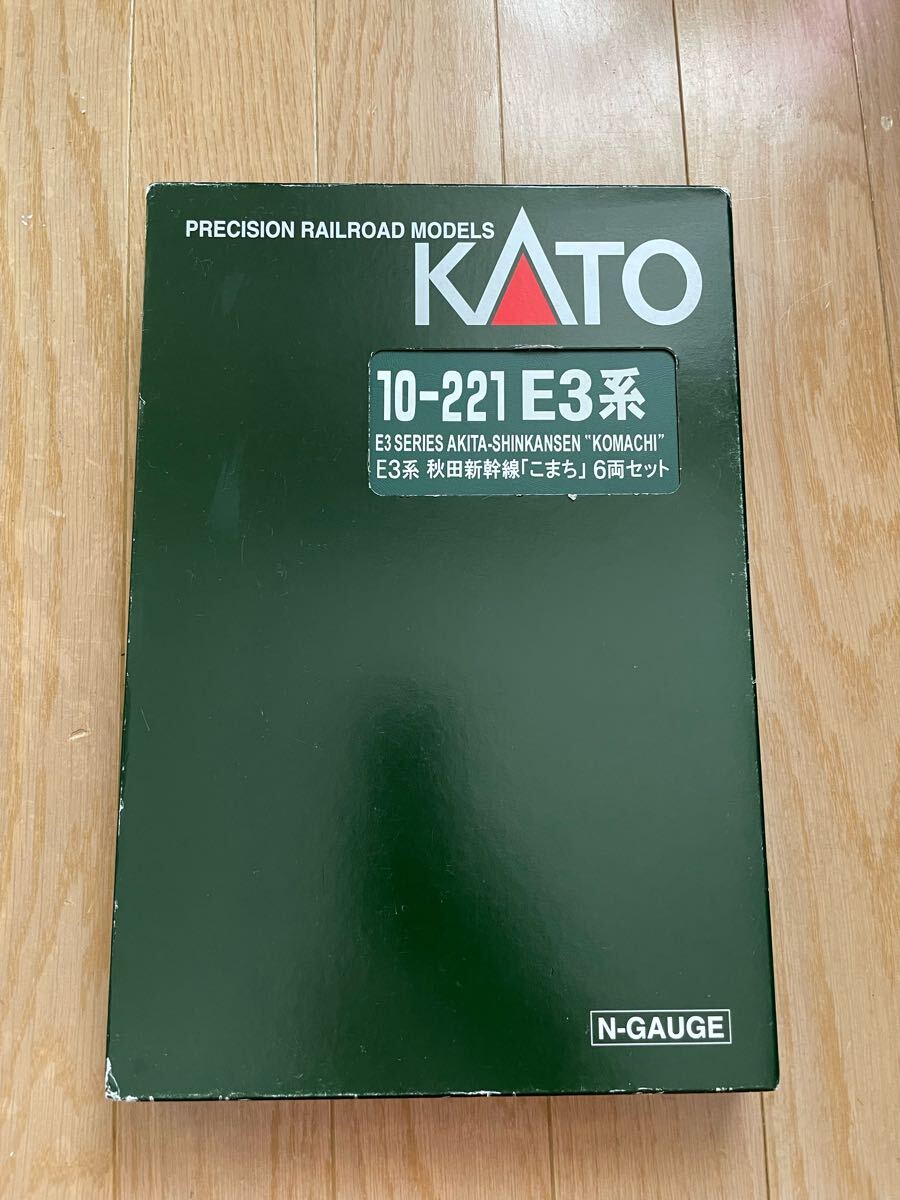 PRECISION RAILROAD MODELS
KATO
10-221 E3系
E3 SERIES AKITA-SHINKANSEN "KOMACHI"
E3系 秋田新幹線「こまち」6両セット
N-GAUGE